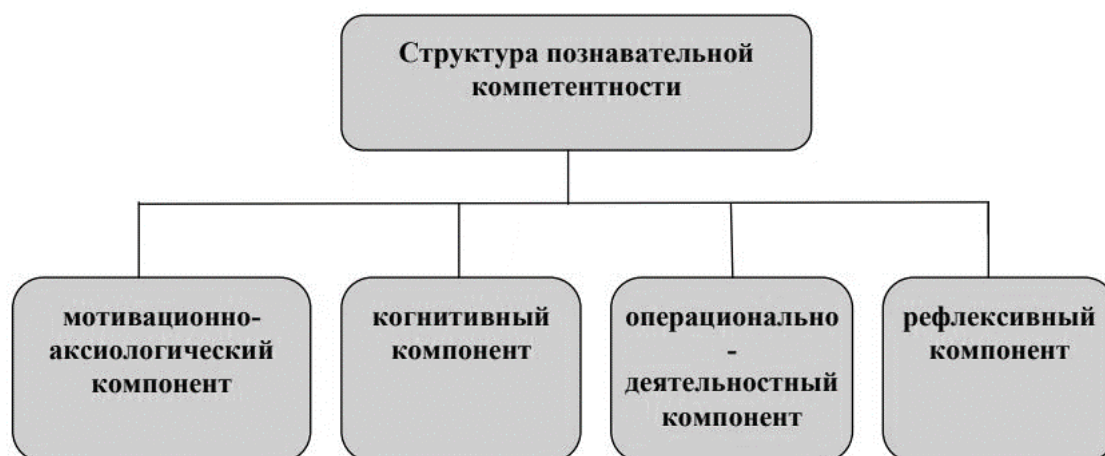 Структура познавательной
компетентности
мотивационно-
аксиологический
компонент
когнитивный
компонент
операционально
-
деятельностный
компонент
рефлексивный
компонент